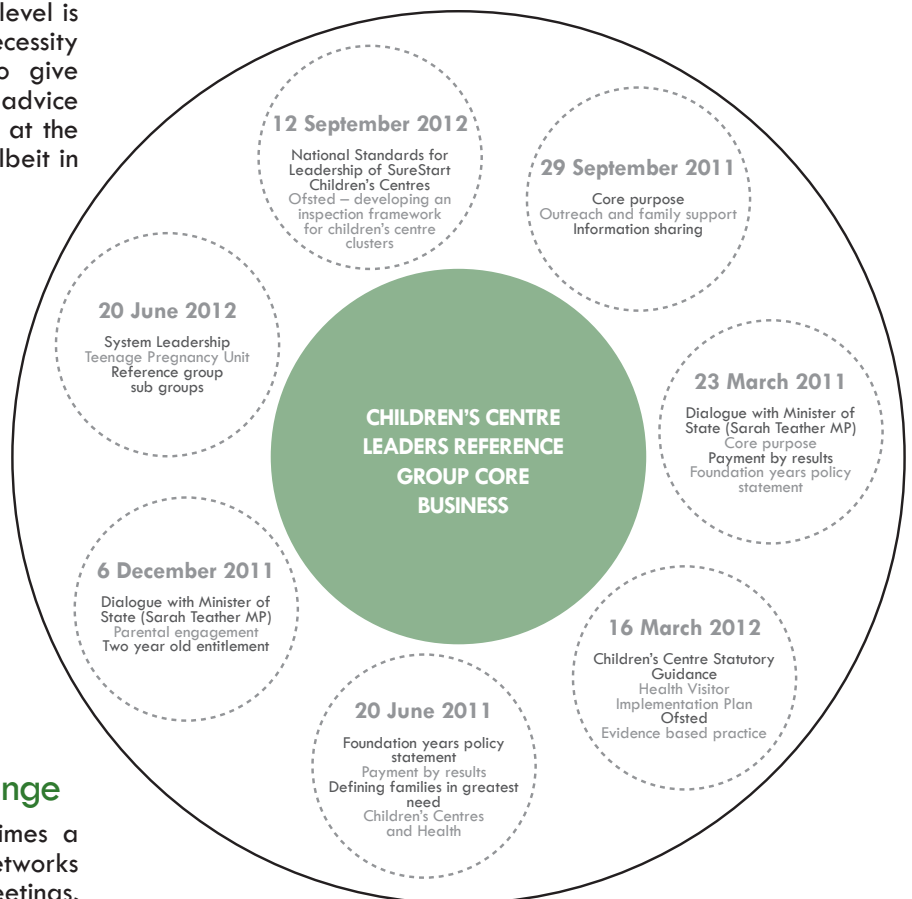 level is
ecessity
o give
advice
at the
lbeit in
12 September 2012
National Standards for
Leadership of SureStart
Children's Centres
Ofsted – developing an
inspection framework
for children's centre
clusters
29 September 2011
Core purpose
Outreach and family support
Information sharing
20 June 2012
System Leadership
Teenage Pregnancy Unit
Reference group
sub groups
23 March 2011
Dialogue with Minister of
State (Sarah Teather MP)
Core purpose
Payment by results
Foundation years policy
statement
CHILDREN'S CENTRE
LEADERS REFERENCE
GROUP CORE
BUSINESS
6 December 2011
Dialogue with Minister of
State (Sarah Teather MP)
Parental engagement
Two year old entitlement
16 March 2012
Children's Centre Statutory
Guidance
Health Visitor
Implementation Plan
Ofsted
Evidence based practice
20 June 2011
Foundation years policy
statement
Payment by results
Defining families in greatest
need
Children's Centres
and Health
nge
imes a
etworks
eetings.